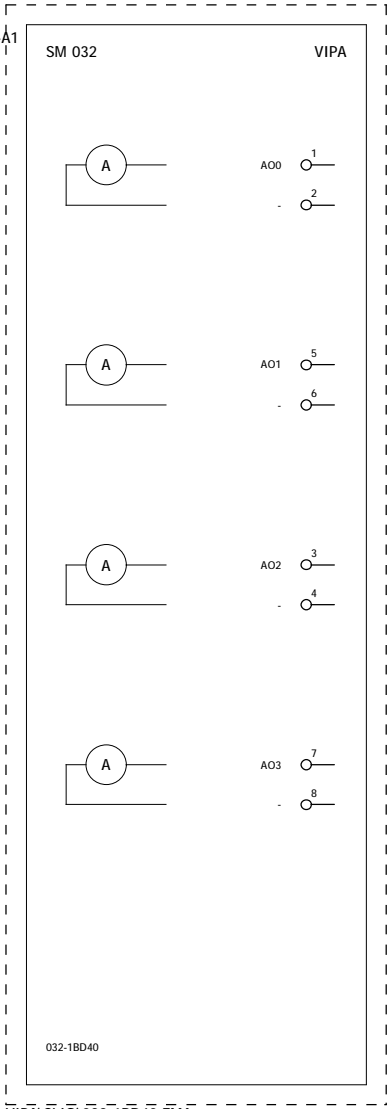 A1
SM 032 VIPA
A AO0 1
- 2
A AO1 5
- 6
A AO2 3
- 4
A AO3 7
- 8
032-1BD40